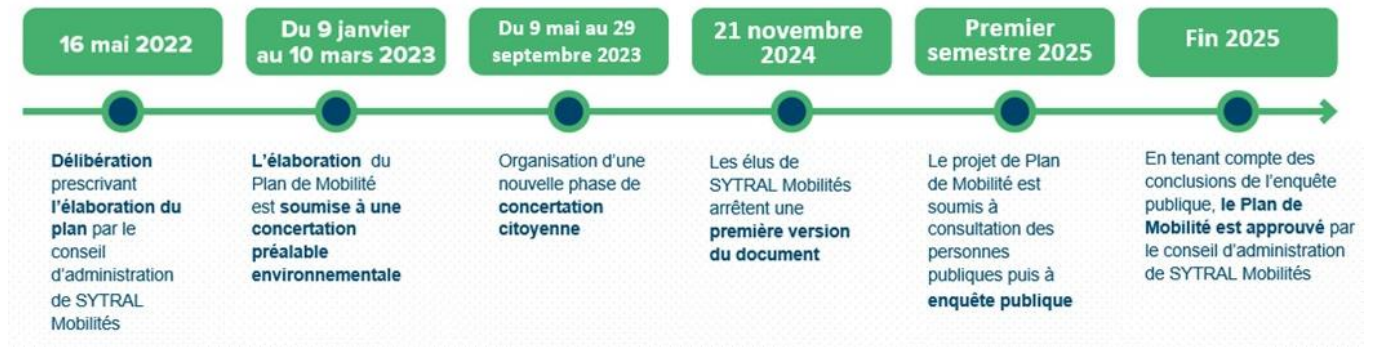 16 mai 2022
Du 9 janvier
au 10 mars 2023
Du 9 mai au 29
septembre 2023
21 novembre
2024
Premier
semestre 2025
Fin 2025
Délibération
prescrivant
l'élaboration du
plan par le
conseil
d'administration
de SYTRAL
Mobilités
L'élaboration du
Plan de Mobilité
est soumise à une
concertation
préalable
environnementale
Organisation d'une
nouvelle phase de
concertation
citoyenne
Les élus de
SYTRAL Mobilités
arrêtent une
première version
du document
Le projet de Plan
de Mobilité est
soumis à
consultation des
personnes
publiques puis à
enquête publique
En tenant compte des
conclusions de l'enquête
publique, le Plan de
Mobilité est approuvé par
le conseil d'administration
de SYTRAL Mobilités